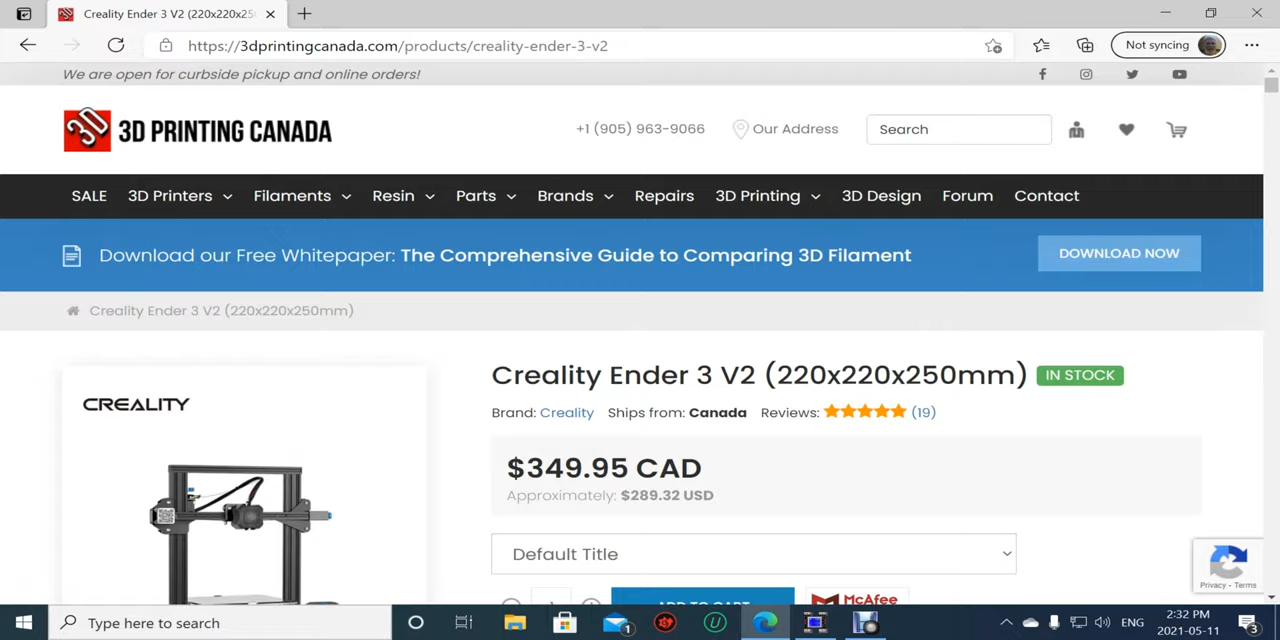 Creality Ender 3 V2 (220x220x25
https://3dprintingcanada.com/products/creality-ender-3-v2
Not syncing
We are open for curbside pickup and online orders!
3D PRINTING CANADA
+1 (905) 963-9066
Our Address
Search
SALE 3D Printers Filaments Resin Parts Brands Repairs 3D Printing 3D Design Forum Contact
Download our Free Whitepaper: The Comprehensive Guide to Comparing 3D Filament
DOWNLOAD NOW
Creality Ender 3 V2 (220x220x250mm)
CREALITY
Creality Ender 3 V2 (220x220x250mm) IN STOCK
Brand: Creality Ships from: Canada Reviews: (19)
$349.95 CAD
Approximately: $289.32 USD
Default Title
ADD TO CART
McAfee
Privacy - Terms
Type here to search
1
ENG
2:32 PM
2021-05-11
3